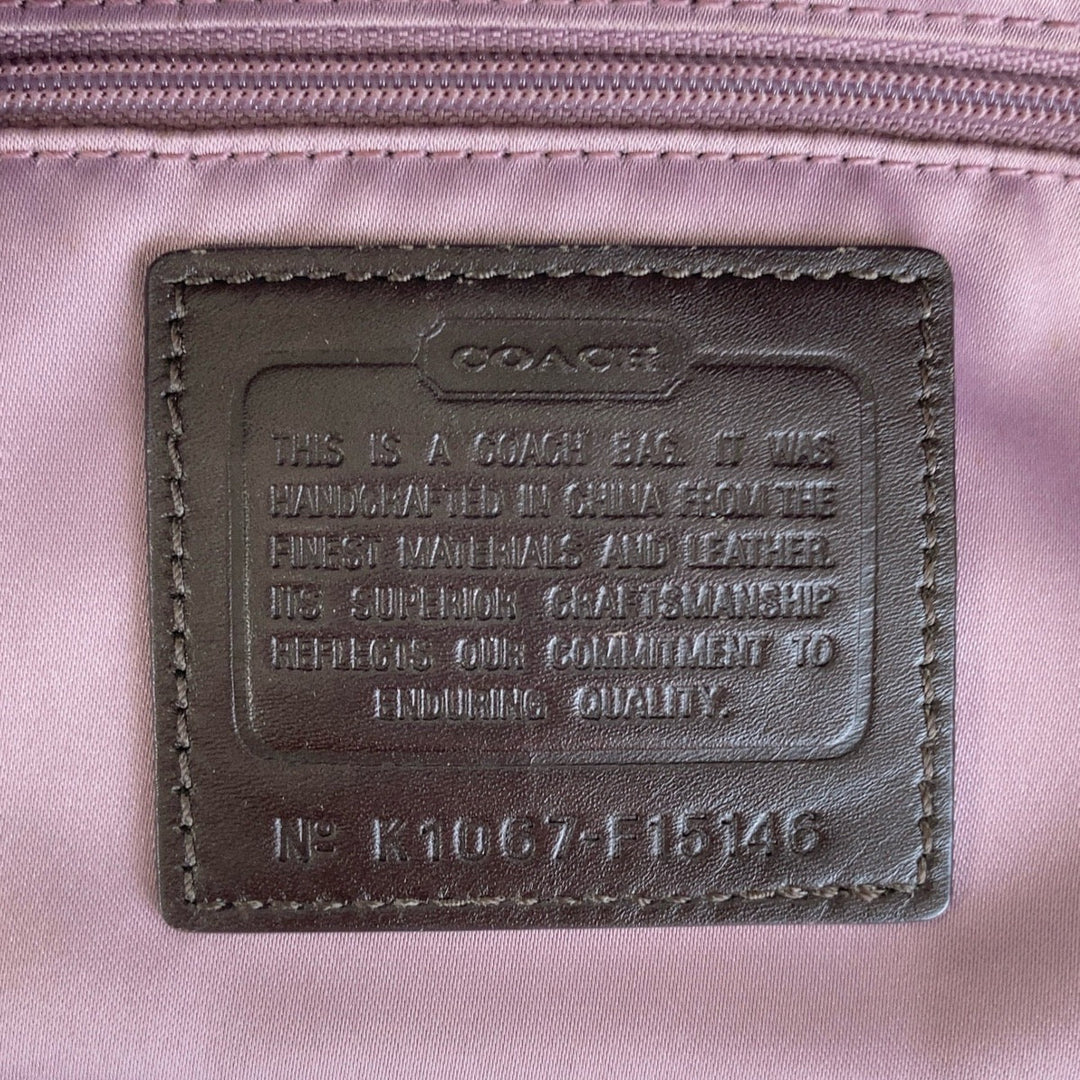 COACH
THIS IS A COACH BAG. IT WAS
HANDCRAFTED IN CHINA FROM THE
FINEST MATERIALS AND LEATHER.
ITS SUPERIOR CRAFTSMANSHIP
REFLECTS OUR COMMITMENT TO
ENDURING QUALITY.
Nº K1067-F15146